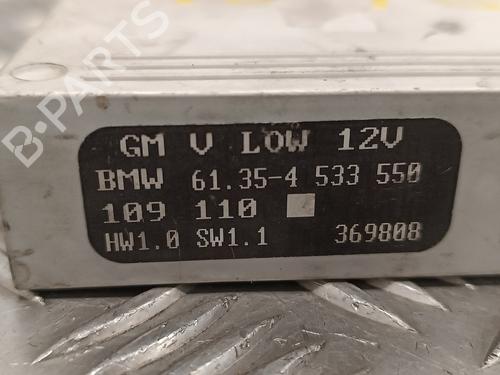 B-PARTS
GM V LOW 12V
BMW 61.35-4 533 550
109 110
HW1.0 SW1.1 369808